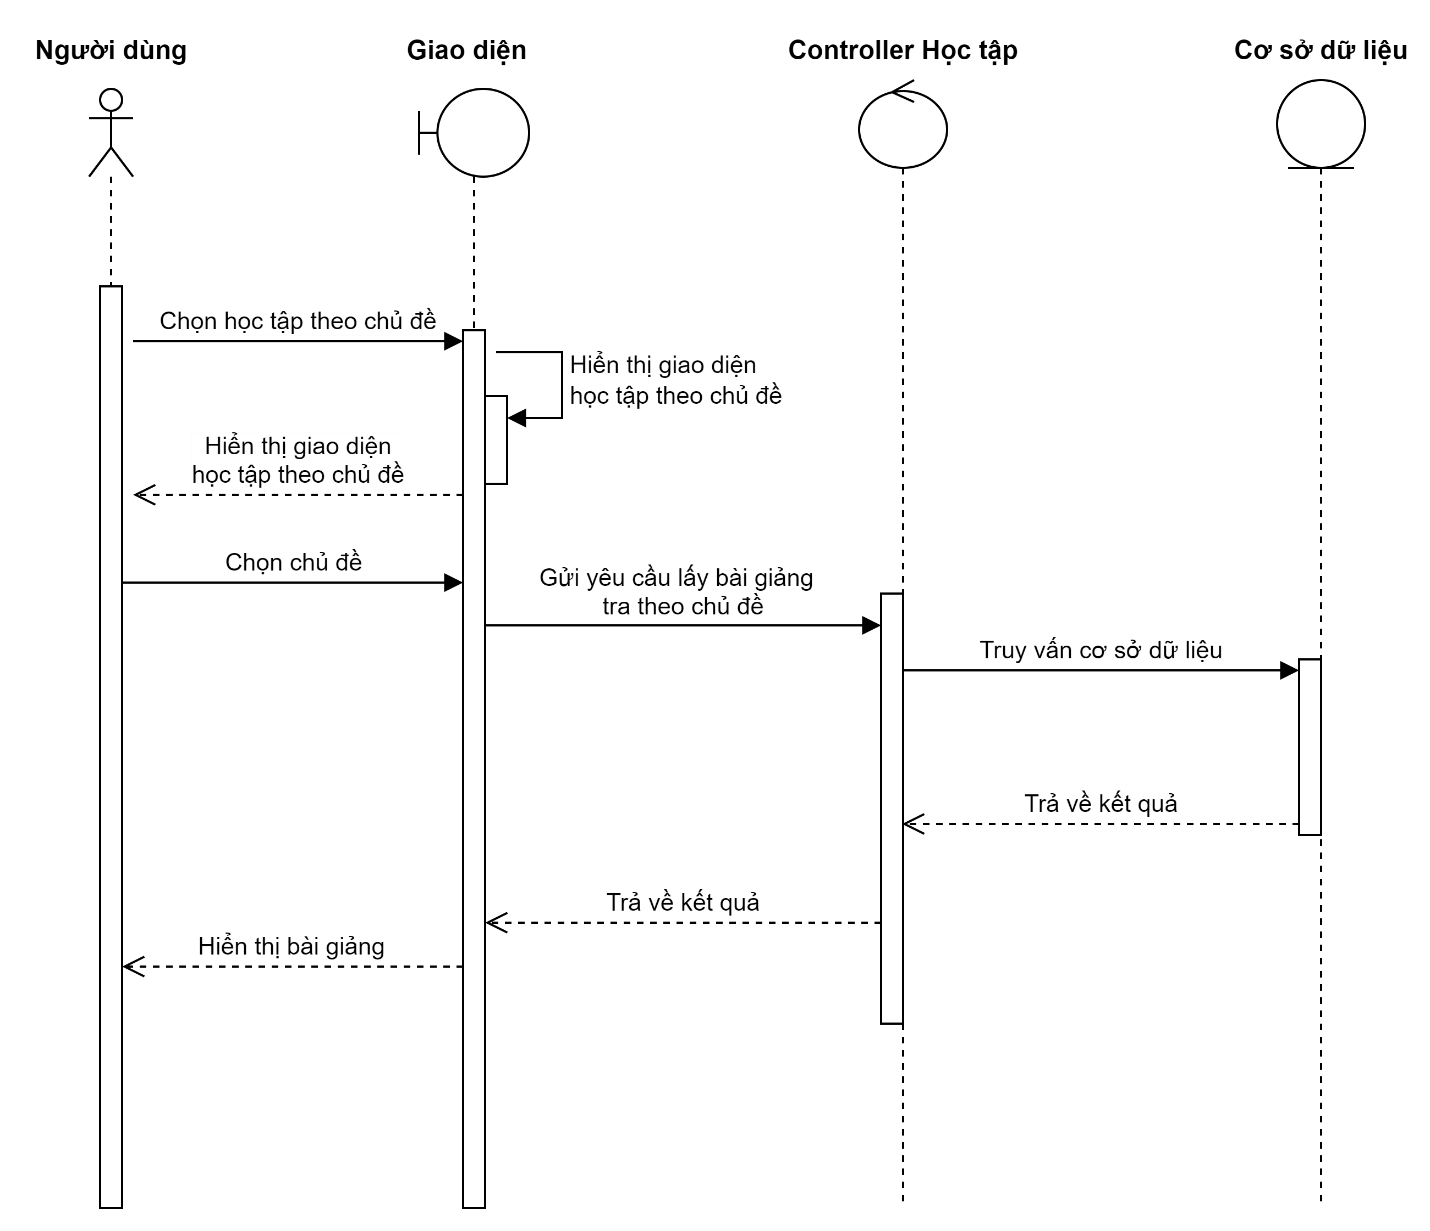 Người dùng
Giao diện
Controller Học tập
Cơ sở dữ liệu
Chọn học tập theo chủ đề
Hiển thị giao diện
học tập theo chủ đề
Hiển thị giao diện
học tập theo chủ đề
Chọn chủ đề
Gửi yêu cầu lấy bài giảng
tra theo chủ đề
Truy vấn cơ sở dữ liệu
Trả về kết quả
Trả về kết quả
Hiển thị bài giảng